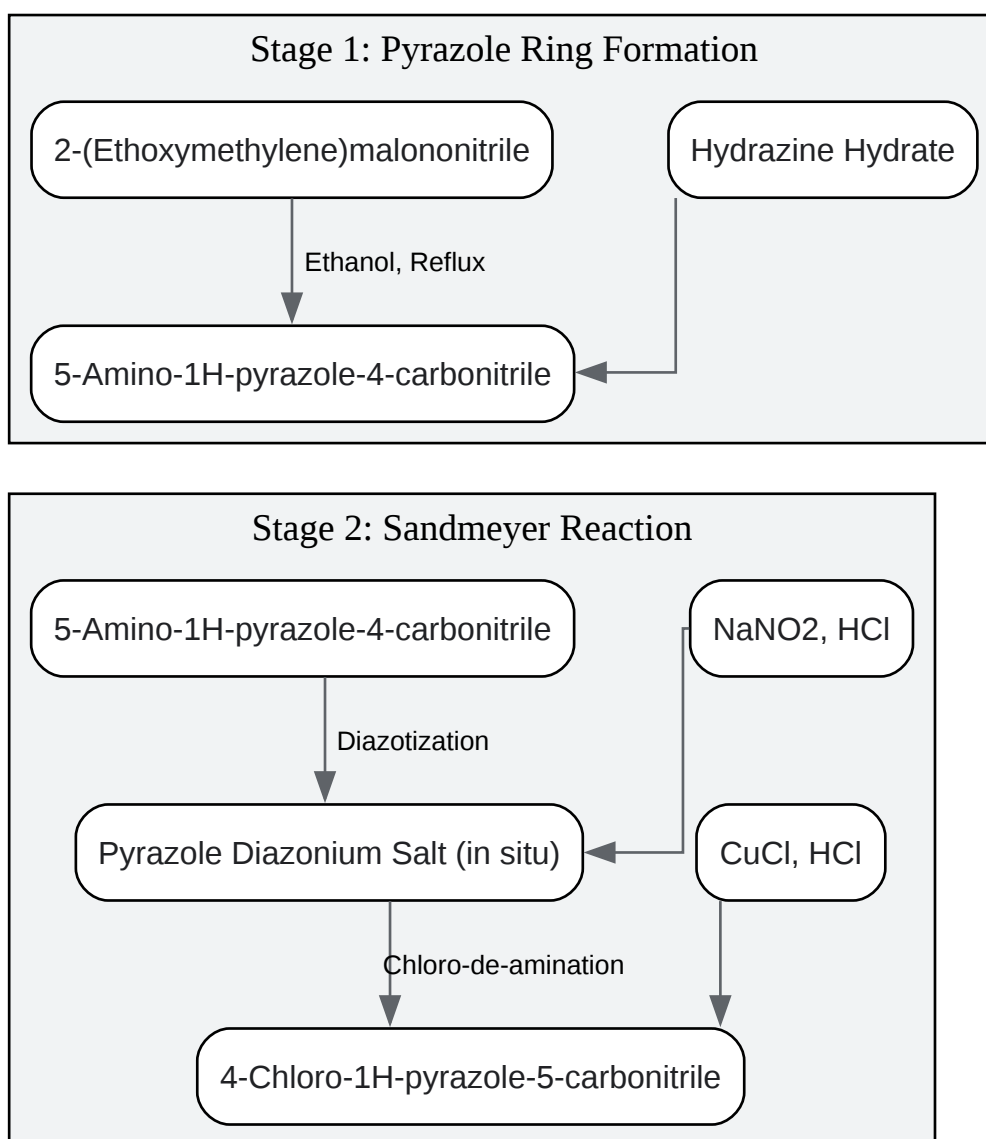 Stage 1: Pyrazole Ring Formation
2-(Ethoxymethylene)malononitrile
Hydrazine Hydrate
Ethanol, Reflux
5-Amino-1H-pyrazole-4-carbonitrile
Stage 2: Sandmeyer Reaction
5-Amino-1H-pyrazole-4-carbonitrile
NaNO2, HCl
Diazotization
Pyrazole Diazonium Salt (in situ)
CuCl, HCl
Chloro-de-amination
4-Chloro-1H-pyrazole-5-carbonitrile